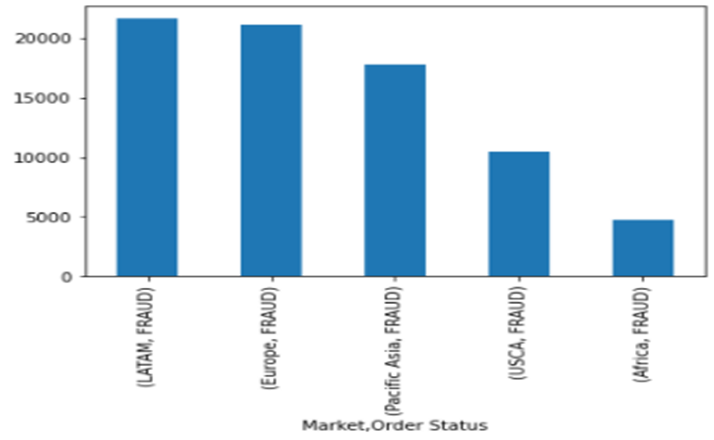 20000
15000
10000
5000
0
(LATAM, FRAUD)
(Europe, FRAUD)
(Pacific Asia, FRAUD)
(USCA, FRAUD)
(Africa, FRAUD)
Market,Order Status